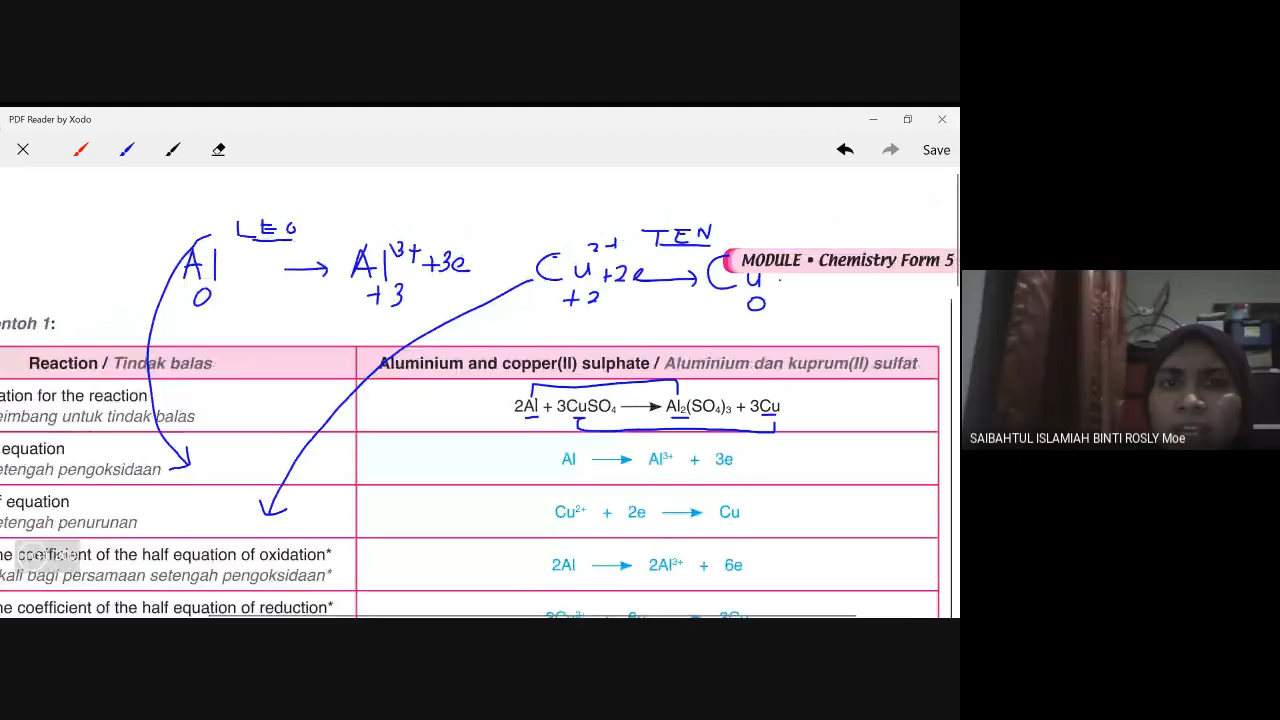 PDF Reader by Xodo
Save
LEO
TEN
Al → Al³⁺ +3e
Cu²⁺ +2e → Cu
0
+3
+2
0
MODULE • Chemistry Form 5
ntoh 1:
Reaction / Tindak balas
Aluminium and copper(II) sulphate / Aluminium dan kuprum(II) sulfat
ation for the reaction
eimbang untuk tindak balas
2Al + 3CuSO₄ → Al₂(SO₄)₃ + 3Cu
equation
etengah pengoksidaan
Al → Al³⁺ + 3e
f equation
etengah penurunan
Cu²⁺ + 2e → Cu
he coefficient of the half equation of oxidation*
kali bagi persamaan setengah pengoksidaan*
2Al → 2Al³⁺ + 6e
he coefficient of the half equation of reduction*
SAIBAHTUL ISLAMIAH BINTI ROSLY Moe